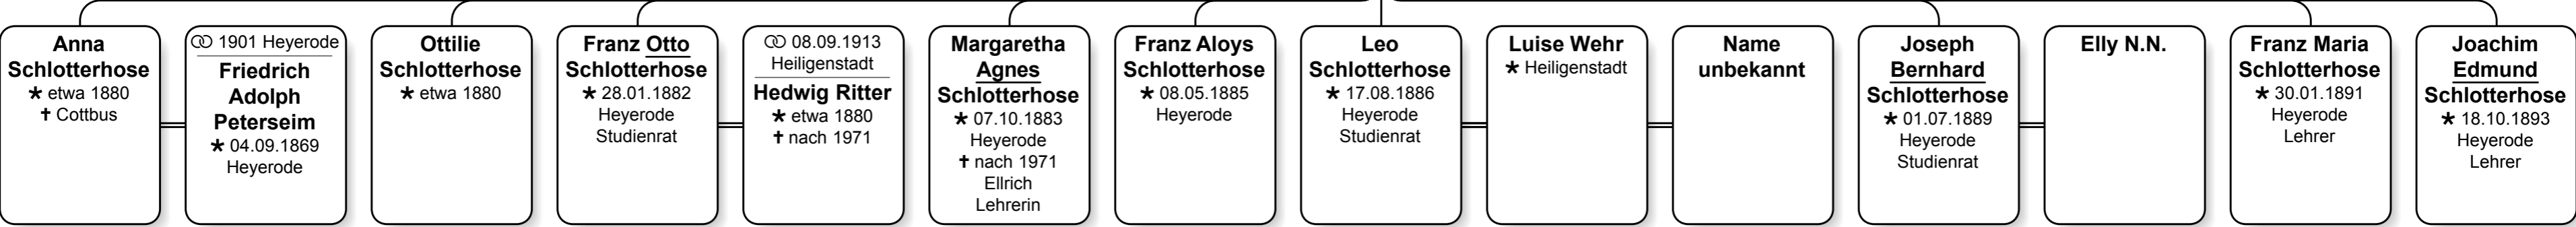 Anna
Schlotterhose
★ etwa 1880
✝ Cottbus
⚭ 1901 Heyerode
Friedrich
Adolph
Peterseim
★ 04.09.1869
Heyerode
Ottilie
Schlotterhose
★ etwa 1880
Franz Otto
Schlotterhose
★ 28.01.1882
Heyerode
Studienrat
⚭ 08.09.1913
Heiligenstadt
Hedwig Ritter
★ etwa 1880
✝ nach 1971
Margaretha
Agnes
Schlotterhose
★ 07.10.1883
Heyerode
✝ nach 1971
Ellrich
Lehrerin
Franz Aloys
Schlotterhose
★ 08.05.1885
Heyerode
Leo
Schlotterhose
★ 17.08.1886
Heyerode
Studienrat
Luise Wehr
★ Heiligenstadt
Name
unbekannt
Joseph
Bernhard
Schlotterhose
★ 01.07.1889
Heyerode
Studienrat
Elly N.N.
Franz Maria
Schlotterhose
★ 30.01.1891
Heyerode
Lehrer
Joachim
Edmund
Schlotterhose
★ 18.10.1893
Heyerode
Lehrer